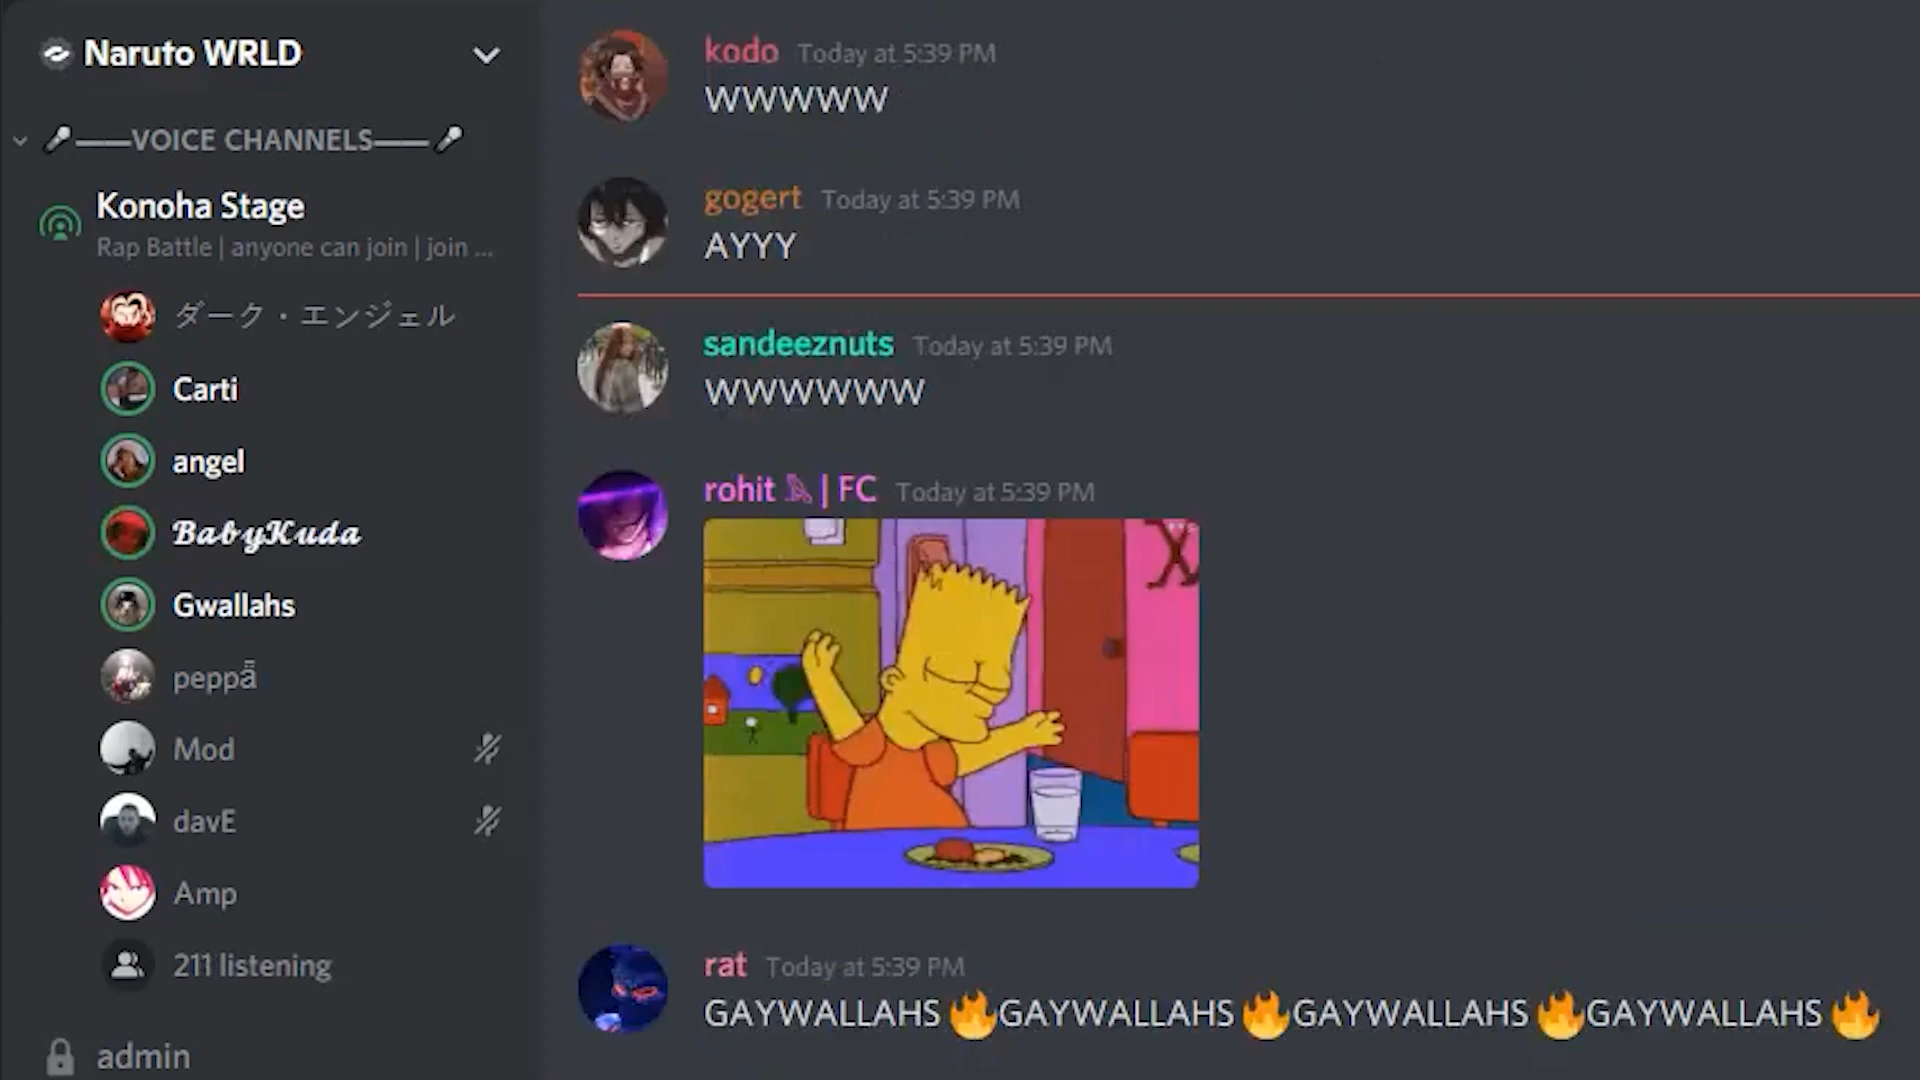 Naruto WRLD
——VOICE CHANNELS——
Konoha Stage
Rap Battle | anyone can join | join ...
ダーク・エンジェル
Carti
angel
𝓑𝓪𝓫𝔂𝓚𝓾𝓭𝓪
Gwallahs
peppǟ
Mod
davE
Amp
211 listening
admin
kodo Today at 5:39 PM
WWWWW
gogert Today at 5:39 PM
AYYY
sandeeznuts Today at 5:39 PM
WWWWWW
rohit | FC Today at 5:39 PM
rat Today at 5:39 PM
GAYWALLAHS 🔥GAYWALLAHS 🔥GAYWALLAHS 🔥GAYWALLAHS 🔥